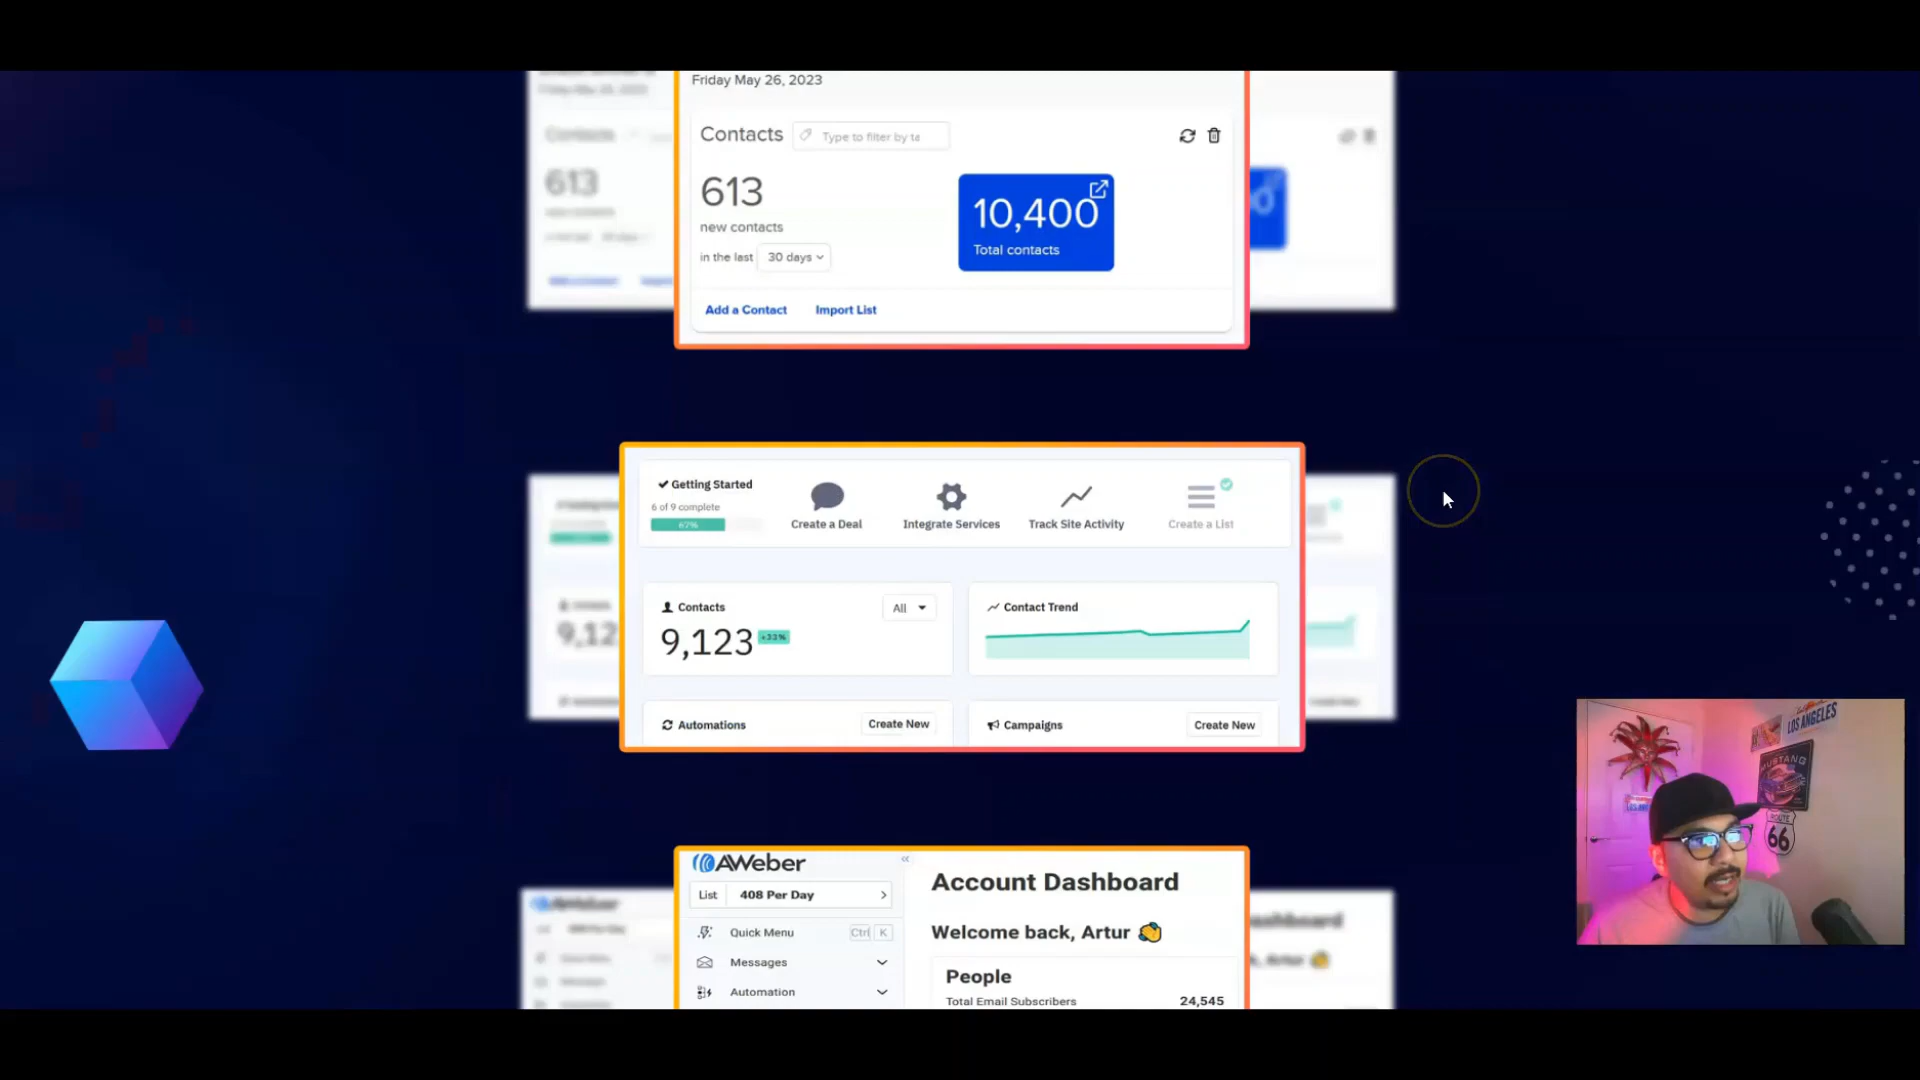 Friday May 26, 2023
Contacts
Type to filter by ta
613
new contacts
in the last 30 days
10,400
Total contacts
Add a Contact Import List
Getting Started
6 of 9 complete
67%
Create a Deal
Integrate Services
Track Site Activity
Create a List
Contacts
All
9,123 +33%
Contact Trend
Automations Create New
Campaigns Create New
AWeber
List 408 Per Day
Quick Menu Ctrl K
Messages
Automation
Account Dashboard
Welcome back, Artur
People
Total Email Subscribers 24,545
LOS ANGELES
MUSTANG
ROUTE
66